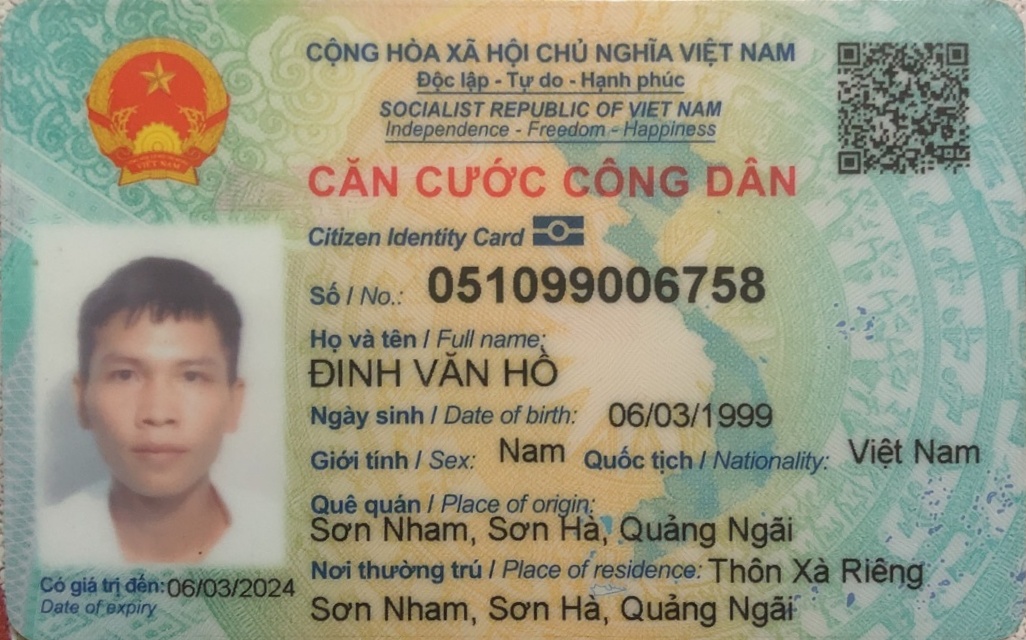 CỘNG HÒA XÃ HỘI CHỦ NGHĨA VIỆT NAM
Độc lập - Tự do - Hạnh phúc
SOCIALIST REPUBLIC OF VIET NAM
Independence - Freedom - Happiness
CĂN CƯỚC CÔNG DÂN
Citizen Identity Card
Số / No.: 051099006758
Họ và tên / Full name:
ĐINH VĂN HỒ
Ngày sinh / Date of birth: 06/03/1999
Giới tính / Sex: Nam Quốc tịch / Nationality: Việt Nam
Quê quán / Place of origin:
Sơn Nham, Sơn Hà, Quảng Ngãi
Nơi thường trú / Place of residence: Thôn Xà Riêng
Sơn Nham, Sơn Hà, Quảng Ngãi
Có giá trị đến: 06/03/2024
Date of expiry
VIỆT NAM